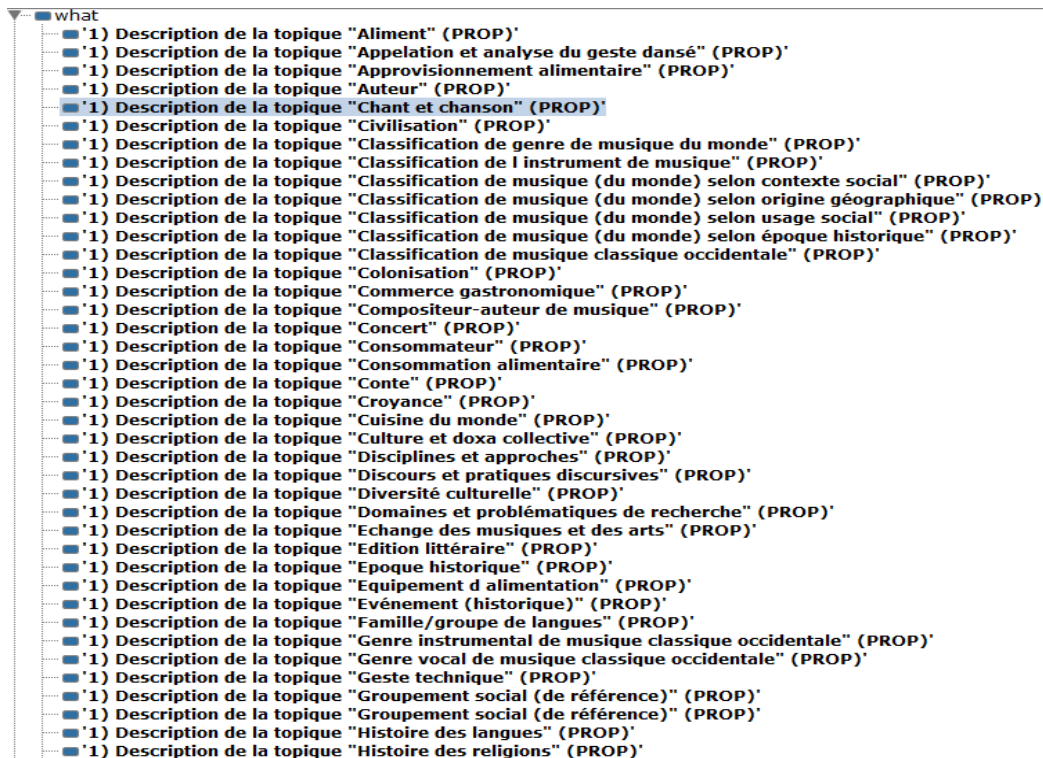 what
'1) Description de la topique "Aliment" (PROP)'
'1) Description de la topique "Appelation et analyse du geste dansé" (PROP)'
'1) Description de la topique "Approvisionnement alimentaire" (PROP)'
'1) Description de la topique "Auteur" (PROP)'
'1) Description de la topique "Chant et chanson" (PROP)'
'1) Description de la topique "Civilisation" (PROP)'
'1) Description de la topique "Classification de genre de musique du monde" (PROP)'
'1) Description de la topique "Classification de l instrument de musique" (PROP)'
'1) Description de la topique "Classification de musique (du monde) selon contexte social" (PROP)'
'1) Description de la topique "Classification de musique (du monde) selon origine géographique" (PROP)
'1) Description de la topique "Classification de musique (du monde) selon usage social" (PROP)'
'1) Description de la topique "Classification de musique (du monde) selon époque historique" (PROP)'
'1) Description de la topique "Classification de musique classique occidentale" (PROP)'
'1) Description de la topique "Colonisation" (PROP)'
'1) Description de la topique "Commerce gastronomique" (PROP)'
'1) Description de la topique "Compositeur-auteur de musique" (PROP)'
'1) Description de la topique "Concert" (PROP)'
'1) Description de la topique "Consommateur" (PROP)'
'1) Description de la topique "Consommation alimentaire" (PROP)'
'1) Description de la topique "Conte" (PROP)'
'1) Description de la topique "Croyance" (PROP)'
'1) Description de la topique "Cuisine du monde" (PROP)'
'1) Description de la topique "Culture et doxa collective" (PROP)'
'1) Description de la topique "Disciplines et approches" (PROP)'
'1) Description de la topique "Discours et pratiques discursives" (PROP)'
'1) Description de la topique "Diversité culturelle" (PROP)'
'1) Description de la topique "Domaines et problématiques de recherche" (PROP)'
'1) Description de la topique "Echange des musiques et des arts" (PROP)'
'1) Description de la topique "Edition littéraire" (PROP)'
'1) Description de la topique "Epoque historique" (PROP)'
'1) Description de la topique "Equipement d alimentation" (PROP)'
'1) Description de la topique "Evénement (historique)" (PROP)'
'1) Description de la topique "Famille/groupe de langues" (PROP)'
'1) Description de la topique "Genre instrumental de musique classique occidentale" (PROP)'
'1) Description de la topique "Genre vocal de musique classique occidentale" (PROP)'
'1) Description de la topique "Geste technique" (PROP)'
'1) Description de la topique "Groupement social (de référence)" (PROP)'
'1) Description de la topique "Groupement social (de référence)" (PROP)'
'1) Description de la topique "Histoire des langues" (PROP)'
'1) Description de la topique "Histoire des religions" (PROP)'